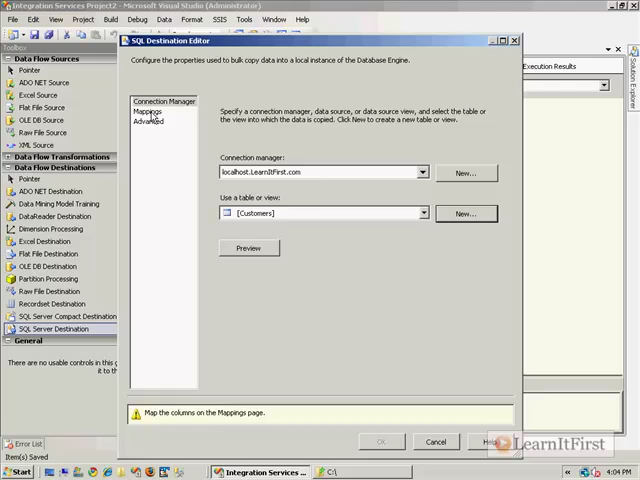 Integration Services Project2 - Microsoft Visual Studio (Administrator)
File Edit View Project Build Debug Data Format SSIS Tools Window Help
Toolbox
Data Flow Sources
Pointer
ADO NET Source
Excel Source
Flat File Source
OLE DB Source
Raw File Source
XML Source
Data Flow Transformations
Data Flow Destinations
Pointer
ADO NET Destination
Data Mining Model Training
DataReader Destination
Dimension Processing
Excel Destination
Flat File Destination
OLE DB Destination
Partition Processing
Raw File Destination
Recordset Destination
SQL Server Compact Destination
SQL Server Destination
General
There are no usable controls in this g
it to th
SQL Destination Editor
Configure the properties used to bulk copy data into a local instance of the Database Engine.
Connection Manager
Mappings
Advanced
Specify a connection manager, data source, or data source view, and select the table or
the view into which the data is copied. Click New to create a new table or view.
Connection manager:
localhost.LearnItFirst.com
New...
Use a table or view:
[Customers]
New...
Preview
Map the columns on the Mappings page.
OK
Cancel
Help
Execution Results
Solution Explorer
LearnItFirst
Error List
Item(s) Saved
Start
Integration Services ...
C:\
4:04 PM